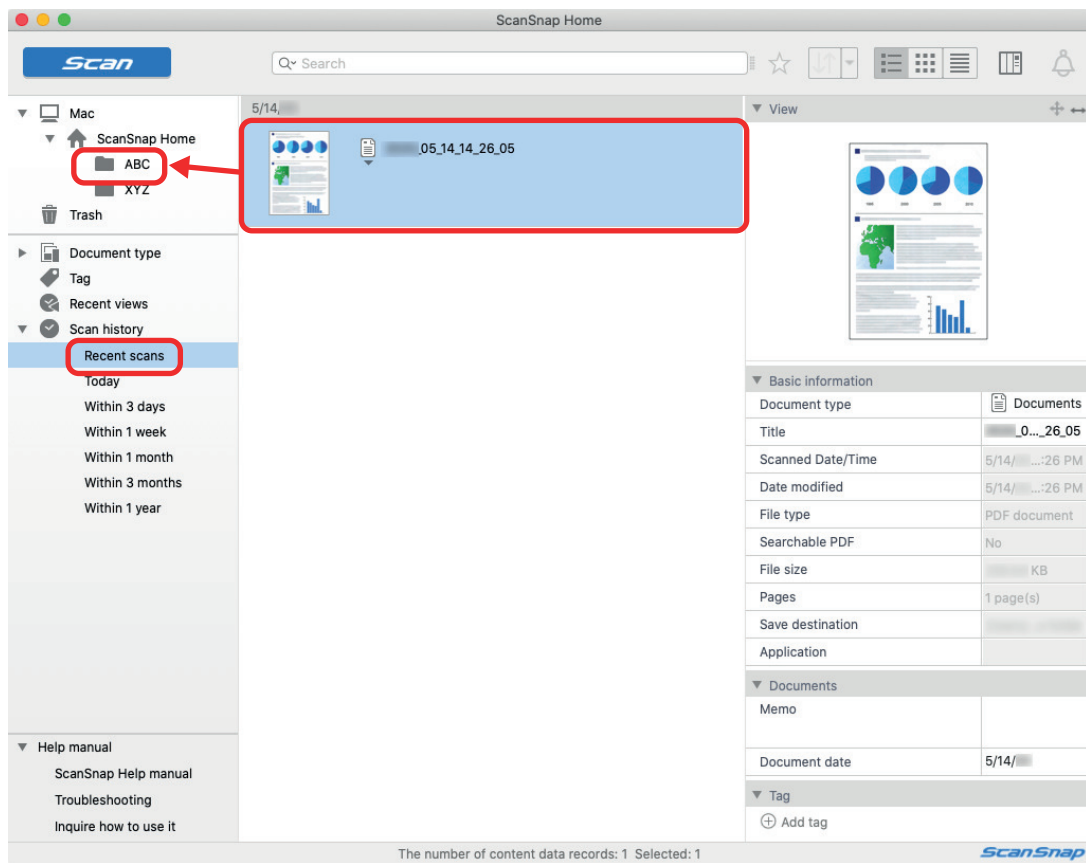 ScanSnap Home
Scan
Search
Mac
ScanSnap Home
ABC
XYZ
Trash
Document type
Tag
Recent views
Scan history
Recent scans
Today
Within 3 days
Within 1 week
Within 1 month
Within 3 months
Within 1 year
Help manual
ScanSnap Help manual
Troubleshooting
Inquire how to use it
5/14/
_05_14_14_26_05
View
Basic information
Document type Documents
Title _0..._26_05
Scanned Date/Time 5/14/ ...:26 PM
Date modified 5/14/ ...:26 PM
File type PDF document
Searchable PDF No
File size KB
Pages 1 page(s)
Save destination
Application
Documents
Memo
Document date 5/14/
Tag
Add tag
The number of content data records: 1 Selected: 1
ScanSnap